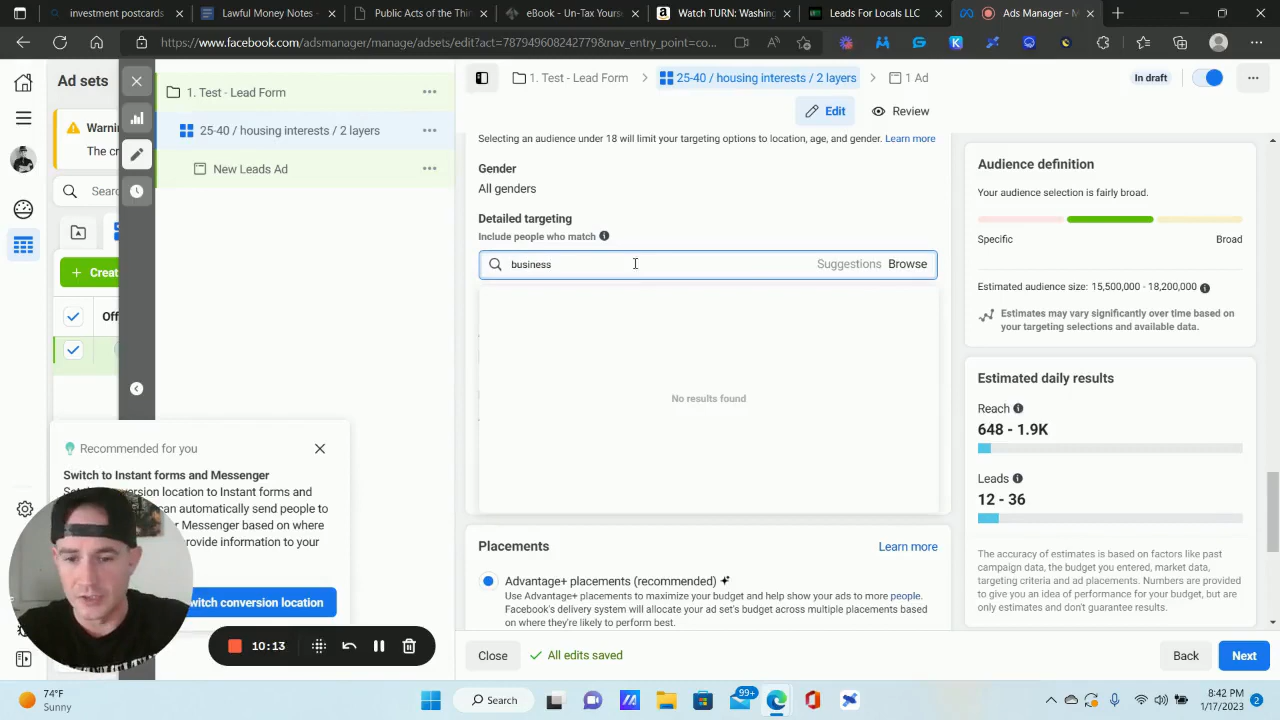 investment postcards
Untitled Leads Ad -
Public Acts of the Thir
eBook - Un-Tax Yours
Watch TURN: Washing
Leads For Locals LLC
Ads Manager - M
https://www.facebook.com/adsmanager/manage/adsets/edit?act=7879496082427798&nav_entry_point=co...
Ad sets
Warnin
The cr
Searc
+ Creat
Off
1. Test - Lead Form
25-40 / housing interests / 2 layers
New Leads Ad
1. Test - Lead Form
25-40 / housing interests / 2 layers
1 Ad
In draft
Edit
Review
Selecting an audience under 18 will limit your targeting options to location, age, and gender. Learn more
Gender
All genders
Detailed targeting
Include people who match
business
Suggestions
Browse
No results found
Placements
Learn more
Advantage+ placements (recommended)
Use Advantage+ placements to maximize your budget and help show your ads to more people.
Facebook's delivery system will allocate your ad set's budget across multiple placements based
on where they're likely to perform best.
Audience definition
Your audience selection is fairly broad.
Specific
Broad
Estimated audience size: 15,500,000 - 18,200,000
Estimates may vary significantly over time based on
your targeting selections and available data.
Estimated daily results
Reach
648 - 1.9K
Leads
12 - 36
The accuracy of estimates is based on factors like past
campaign data, the budget you entered, market data,
targeting criteria and ad placements. Numbers are provided
to give you an idea of performance for your budget, but are
only estimates and don't guarantee results.
Recommended for you
Switch to Instant forms and Messenger
conversion location to Instant forms and
can automatically send people to
Messenger based on where
provide information to your
witch conversion location
10:13
Close
All edits saved
Back
Next
74°F
Sunny
Search
99+
8:42 PM
1/17/2023
2